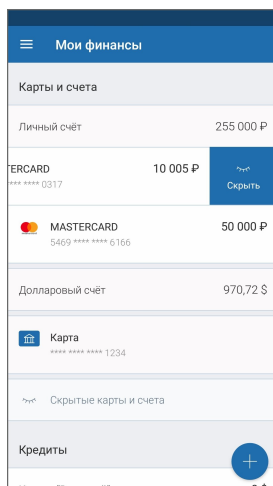 Мои финансы
Карты и счета
Личный счёт 255 000 ₽
TERCARD 10 005 ₽
*** **** 0317
Скрыть
MASTERCARD 50 000 ₽
5469 **** **** 6166
Долларовый счёт 970,72 $
Карта
**** **** **** 1234
Скрытые карты и счета
Кредиты